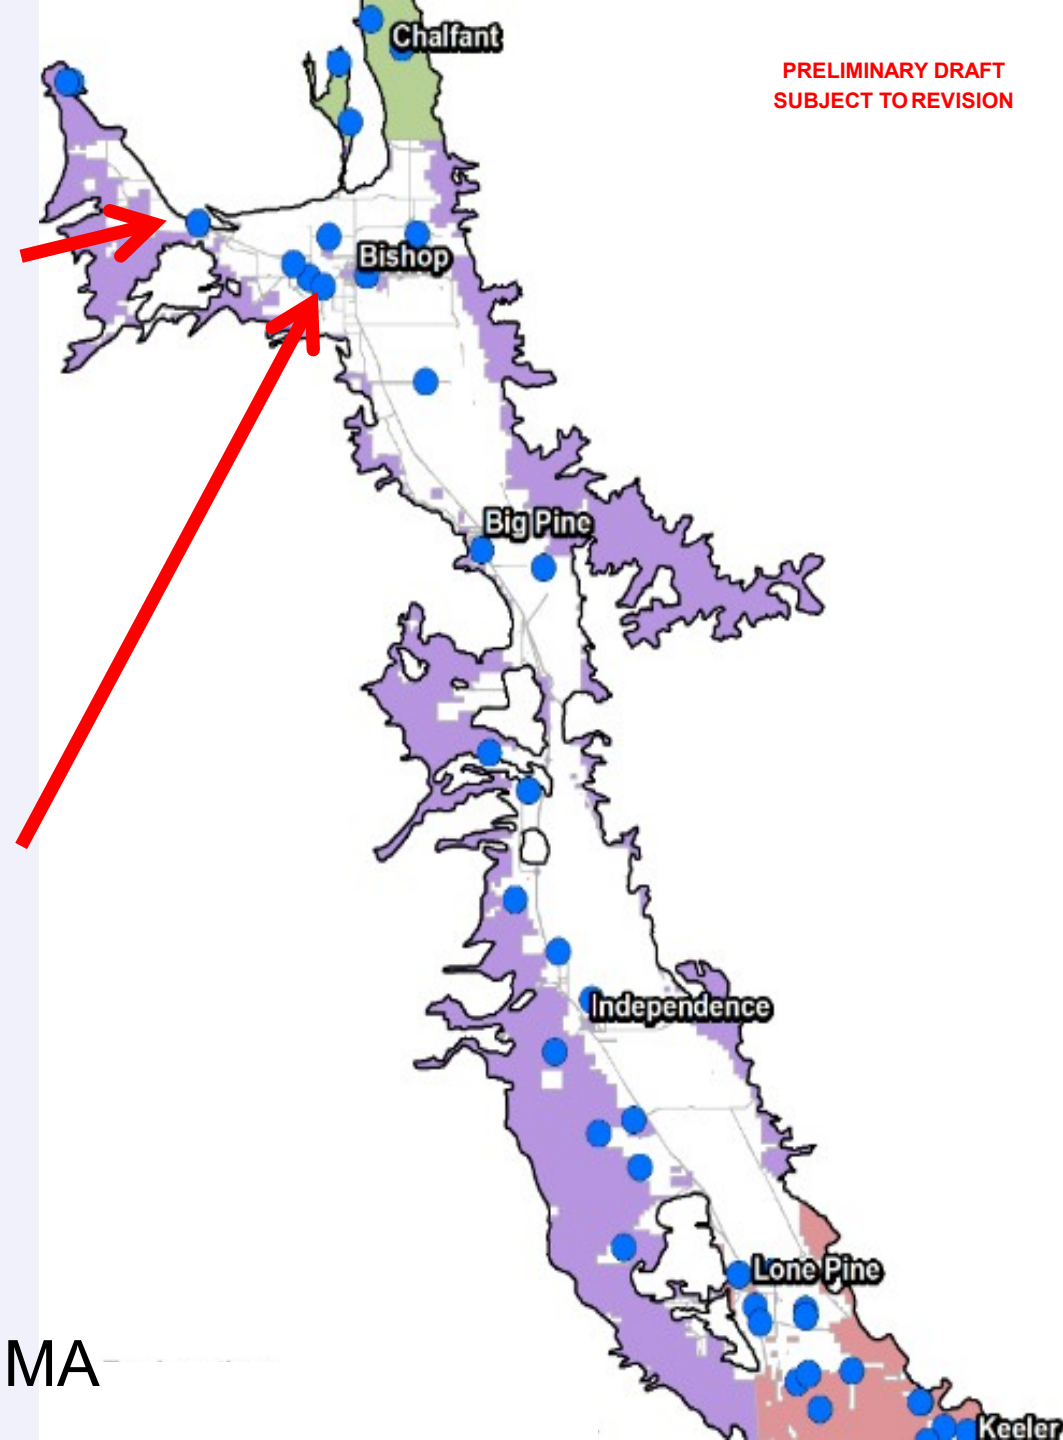 Chalfant
PRELIMINARY DRAFT
SUBJECT TO REVISION
Bishop
Big Pine
Independence
Lone Pine
MA
Keeler